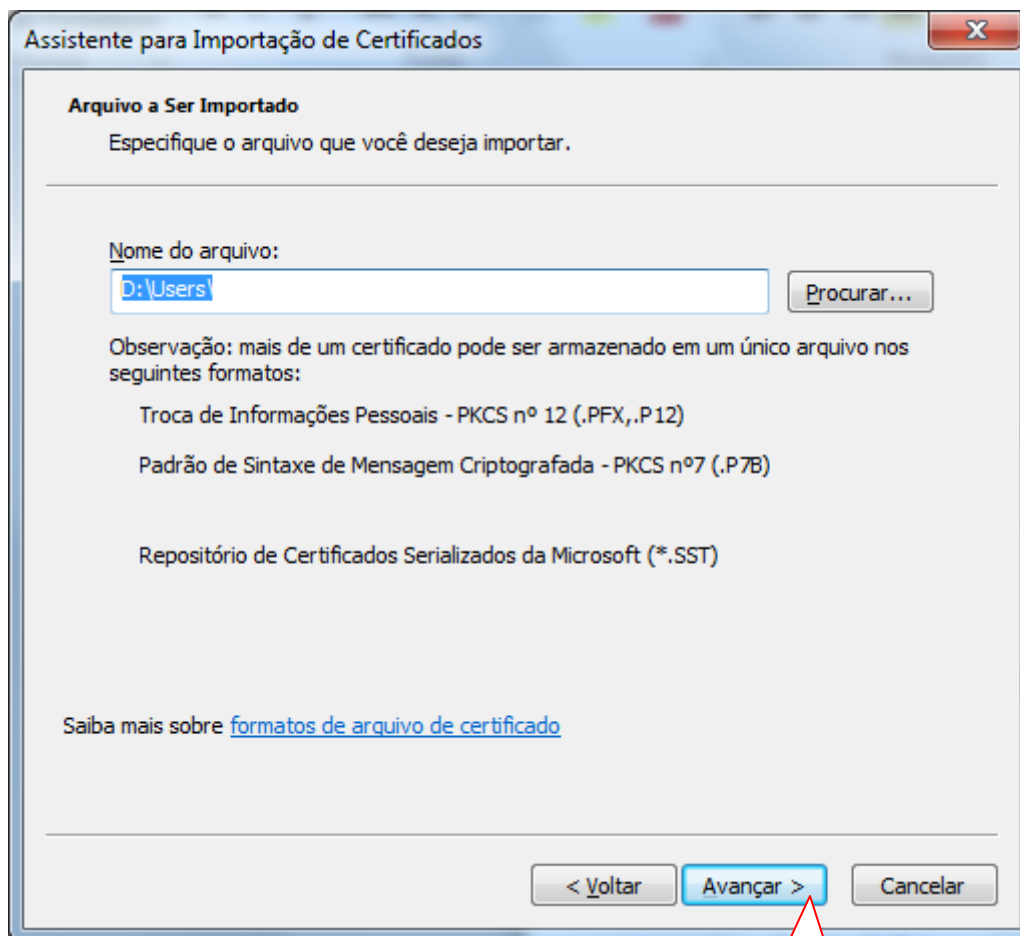 Assistente para Importação de Certificados
Arquivo a Ser Importado
Especifique o arquivo que você deseja importar.
Nome do arquivo:
D:\Users\
Procurar...
Observação: mais de um certificado pode ser armazenado em um único arquivo nos
seguintes formatos:
Troca de Informações Pessoais - PKCS nº 12 (.PFX,.P12)
Padrão de Sintaxe de Mensagem Criptografada - PKCS nº7 (.P7B)
Repositório de Certificados Serializados da Microsoft (*.SST)
Saiba mais sobre formatos de arquivo de certificado
< Voltar Avançar > Cancelar